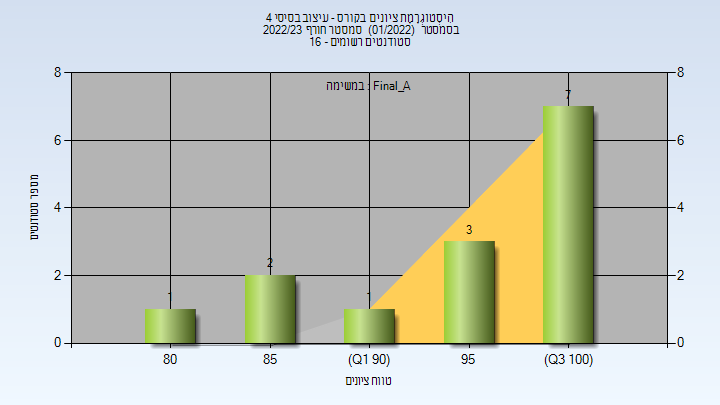 היסטוגרמת ציונים בקורס - עיצוב בסיסי 4
בסמסטר (01/2022) סמסטר חורף 2022/23
סטודנטים רשומים - 16
במשימה : Final_A
8 8
6 6
4 4
2 2
0 0
1 2 1 3 7
80 85 (Q1 90) 95 (Q3 100)
מספר סטודנטים
טווח ציונים